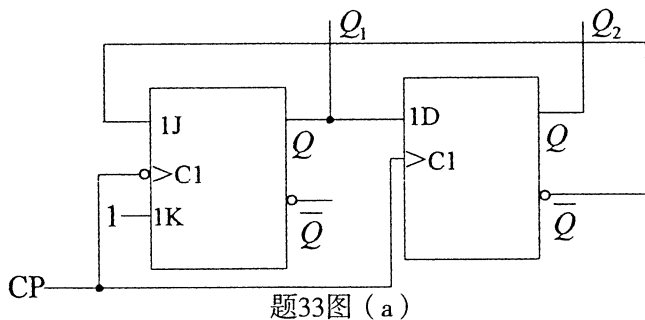 Q₁ Q₂
1J Q 1D Q
C1 C1
1 1K Q̅ Q̅
CP
题33图（a）